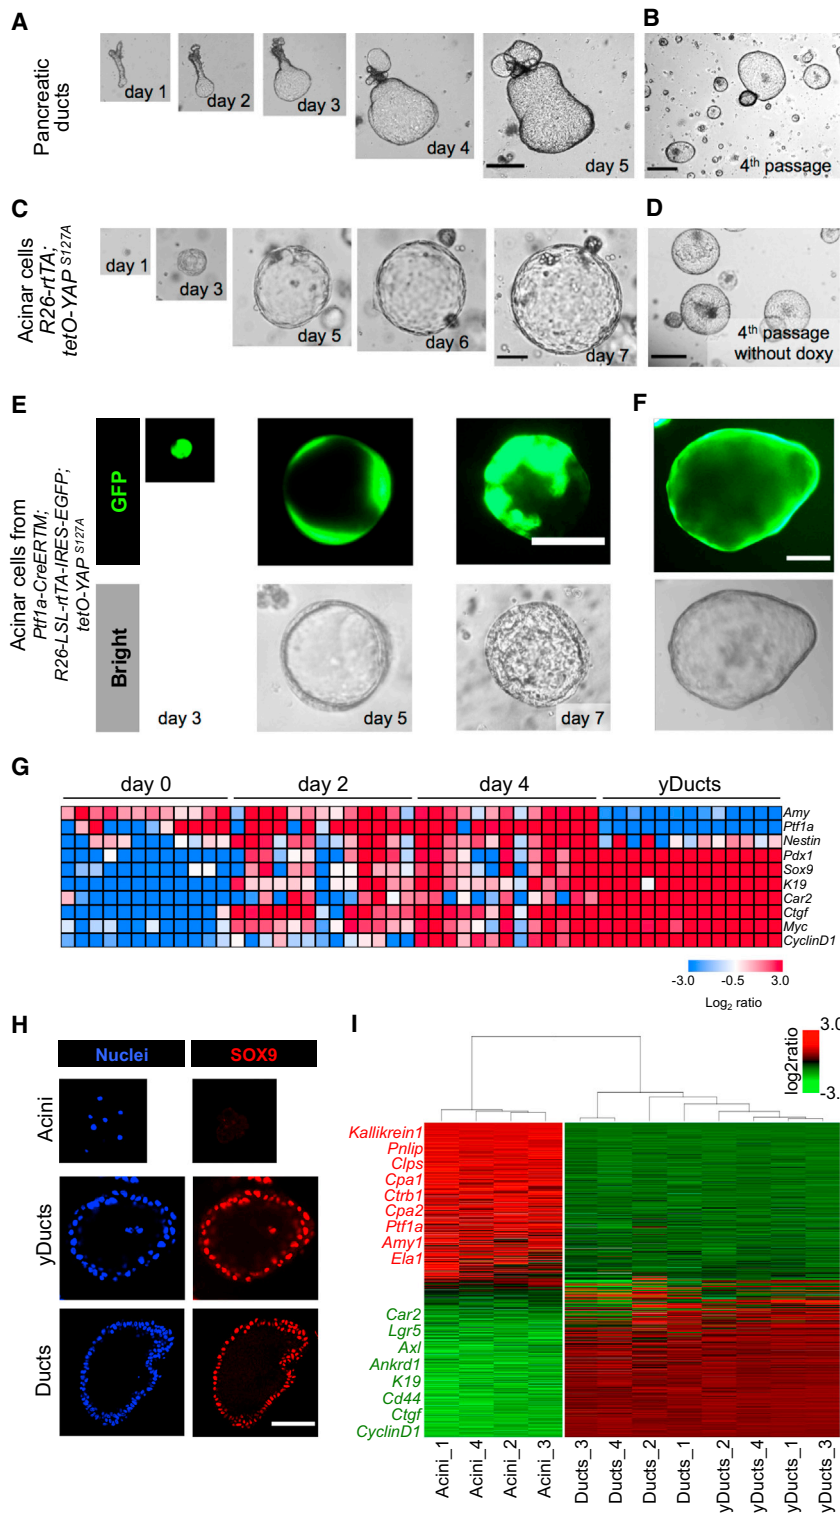 A
Pancreatic
ducts
day 1
day 2
day 3
day 4
day 5
B
4th passage
C
Acinar cells
R26-rtTA;
tetO-YAP S127A
day 1
day 3
day 5
day 6
day 7
D
4th passage
without doxy
E
Acinar cells from
Ptf1a-CreERTM;
R26-LSL-rtTA-IRES-EGFP;
tetO-YAP S127A
GFP
Bright
day 3
day 5
day 7
F
G
day 0
day 2
day 4
yDucts
Amy
Ptf1a
Nestin
Pdx1
Sox9
K19
Car2
Ctgf
Myc
CyclinD1
-3.0
-0.5
3.0
Log2 ratio
H
Nuclei
SOX9
Acini
yDucts
Ducts
I
log2ratio
3.0
-3.
Kallikrein1
Pnlip
Clps
Cpa1
Ctrb1
Cpa2
Ptf1a
Amy1
Ela1
Car2
Lgr5
Axl
Ankrd1
K19
Cd44
Ctgf
CyclinD1
Acini_1
Acini_4
Acini_2
Acini_3
Ducts_3
Ducts_4
Ducts_2
Ducts_1
yDucts_2
yDucts_4
yDucts_1
yDucts_3